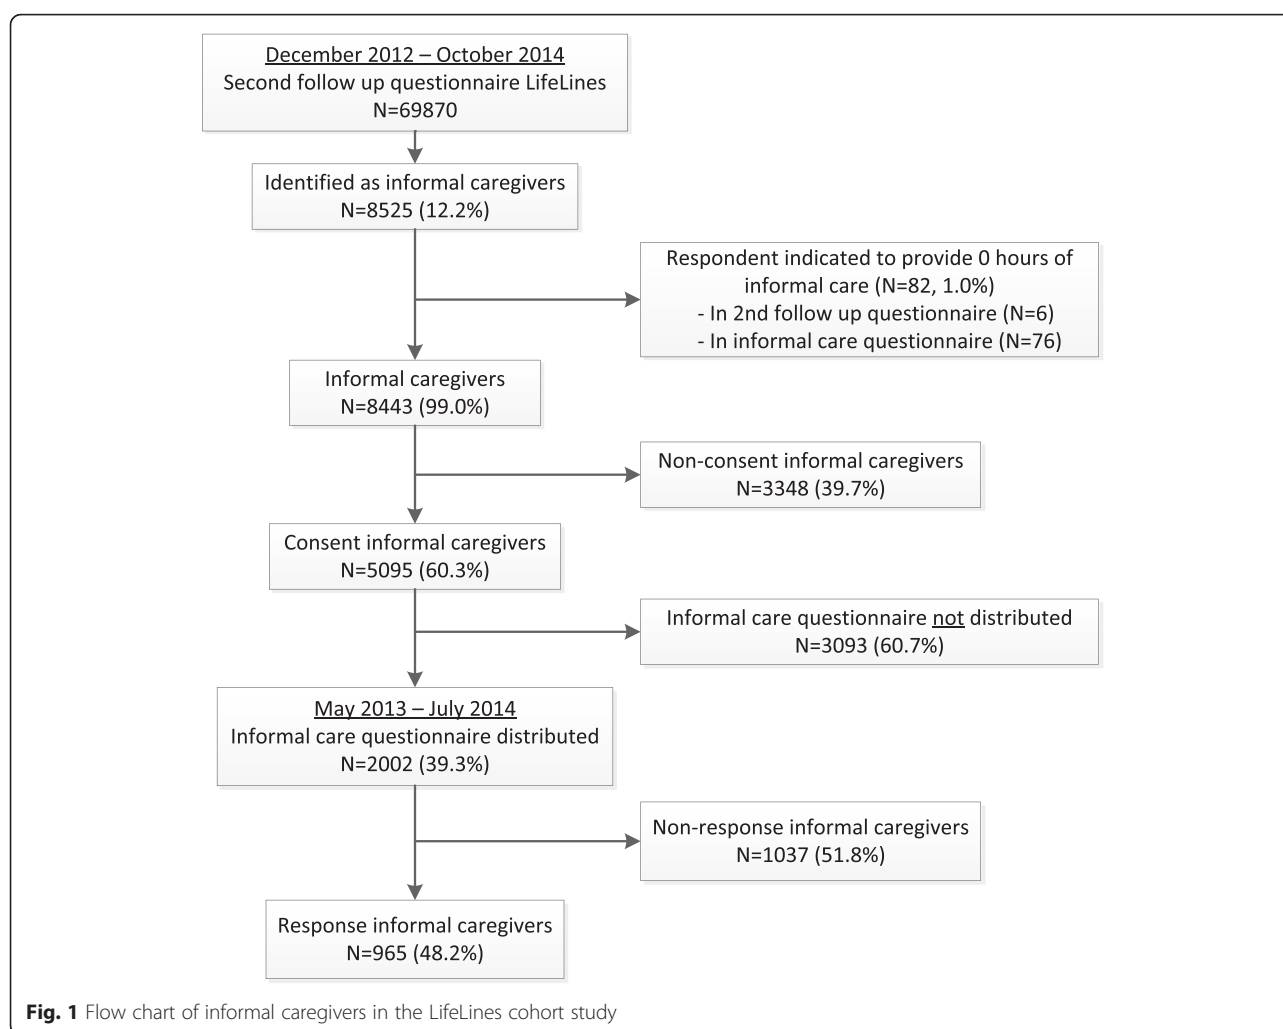 December 2012 – October 2014
Second follow up questionnaire LifeLines
N=69870
Identified as informal caregivers
N=8525 (12.2%)
Respondent indicated to provide 0 hours of
informal care (N=82, 1.0%)
- In 2nd follow up questionnaire (N=6)
- In informal care questionnaire (N=76)
Informal caregivers
N=8443 (99.0%)
Non-consent informal caregivers
N=3348 (39.7%)
Consent informal caregivers
N=5095 (60.3%)
Informal care questionnaire not distributed
N=3093 (60.7%)
May 2013 – July 2014
Informal care questionnaire distributed
N=2002 (39.3%)
Non-response informal caregivers
N=1037 (51.8%)
Response informal caregivers
N=965 (48.2%)
Fig. 1 Flow chart of informal caregivers in the LifeLines cohort study